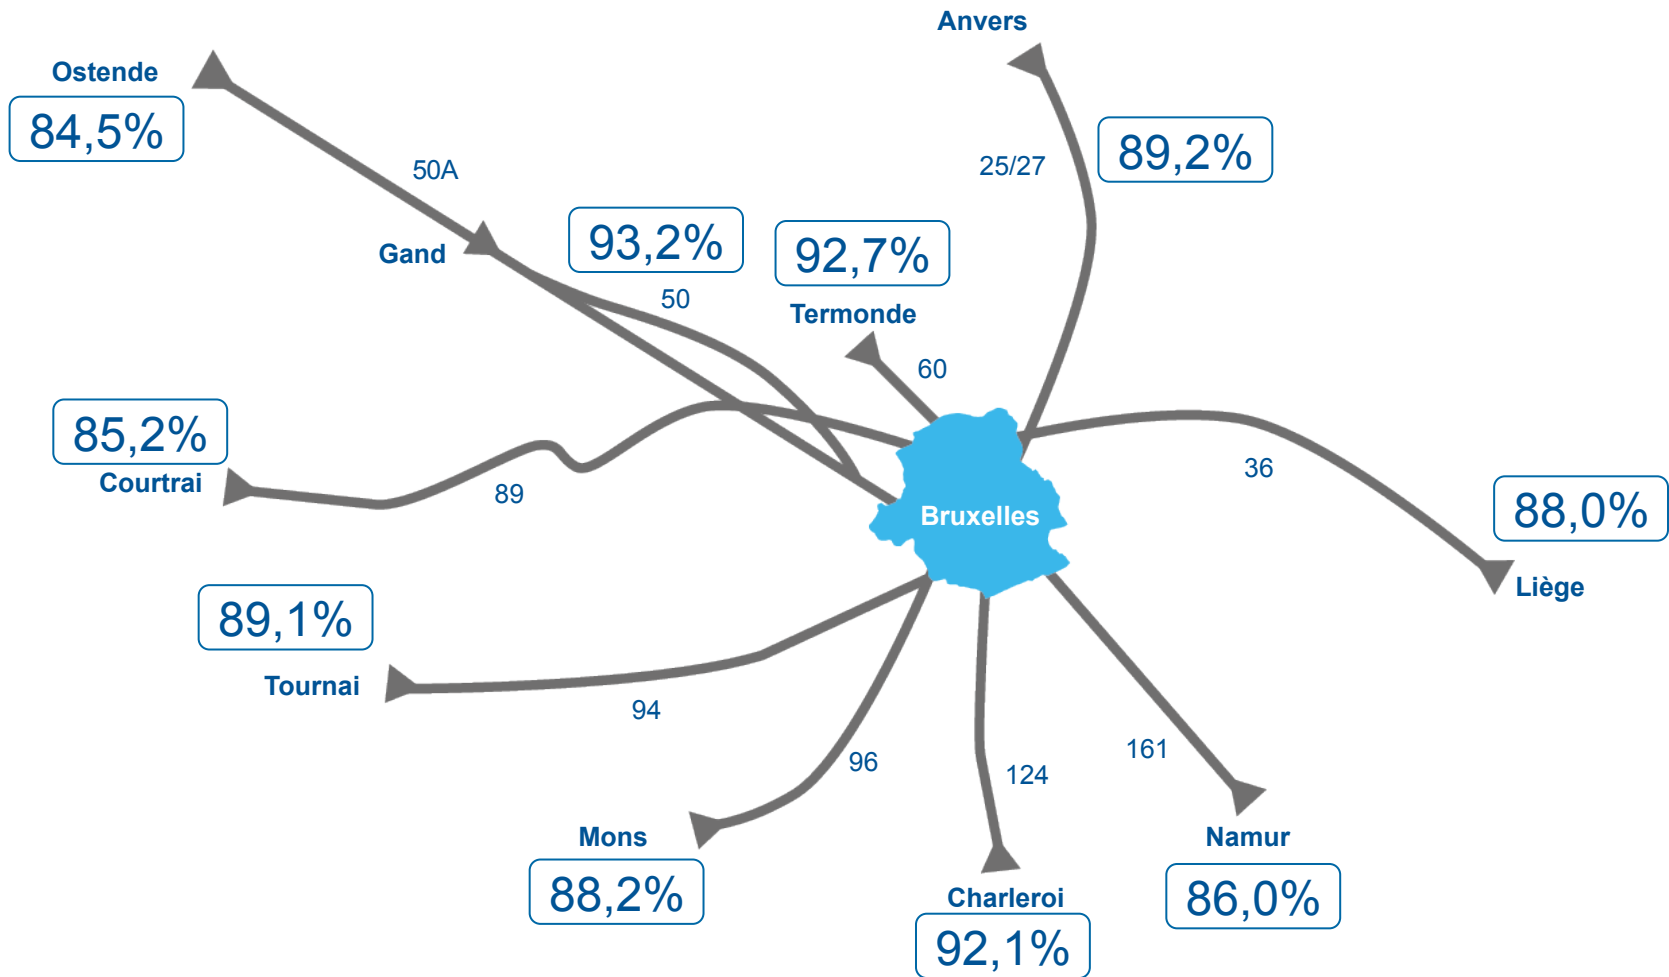 Anvers
Ostende
84,5%
50A
25/27
89,2%
Gand
93,2%
92,7%
50
Termonde
60
85,2%
Courtrai
89
36
88,0%
Bruxelles
Liège
89,1%
Tournai
94
96
124
161
Mons
88,2%
Charleroi
92,1%
Namur
86,0%